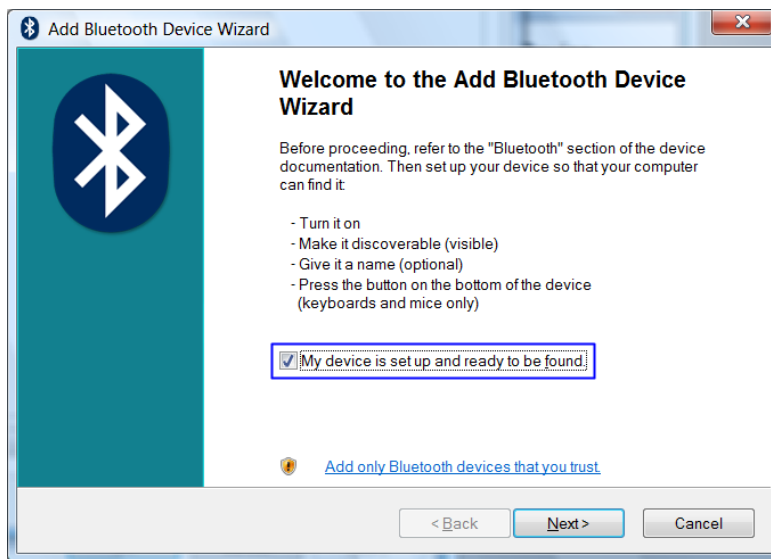 Add Bluetooth Device Wizard
Welcome to the Add Bluetooth Device
Wizard
Before proceeding, refer to the "Bluetooth" section of the device
documentation. Then set up your device so that your computer
can find it:
- Turn it on
- Make it discoverable (visible)
- Give it a name (optional)
- Press the button on the bottom of the device
(keyboards and mice only)
My device is set up and ready to be found.
Add only Bluetooth devices that you trust.
< Back
Next >
Cancel